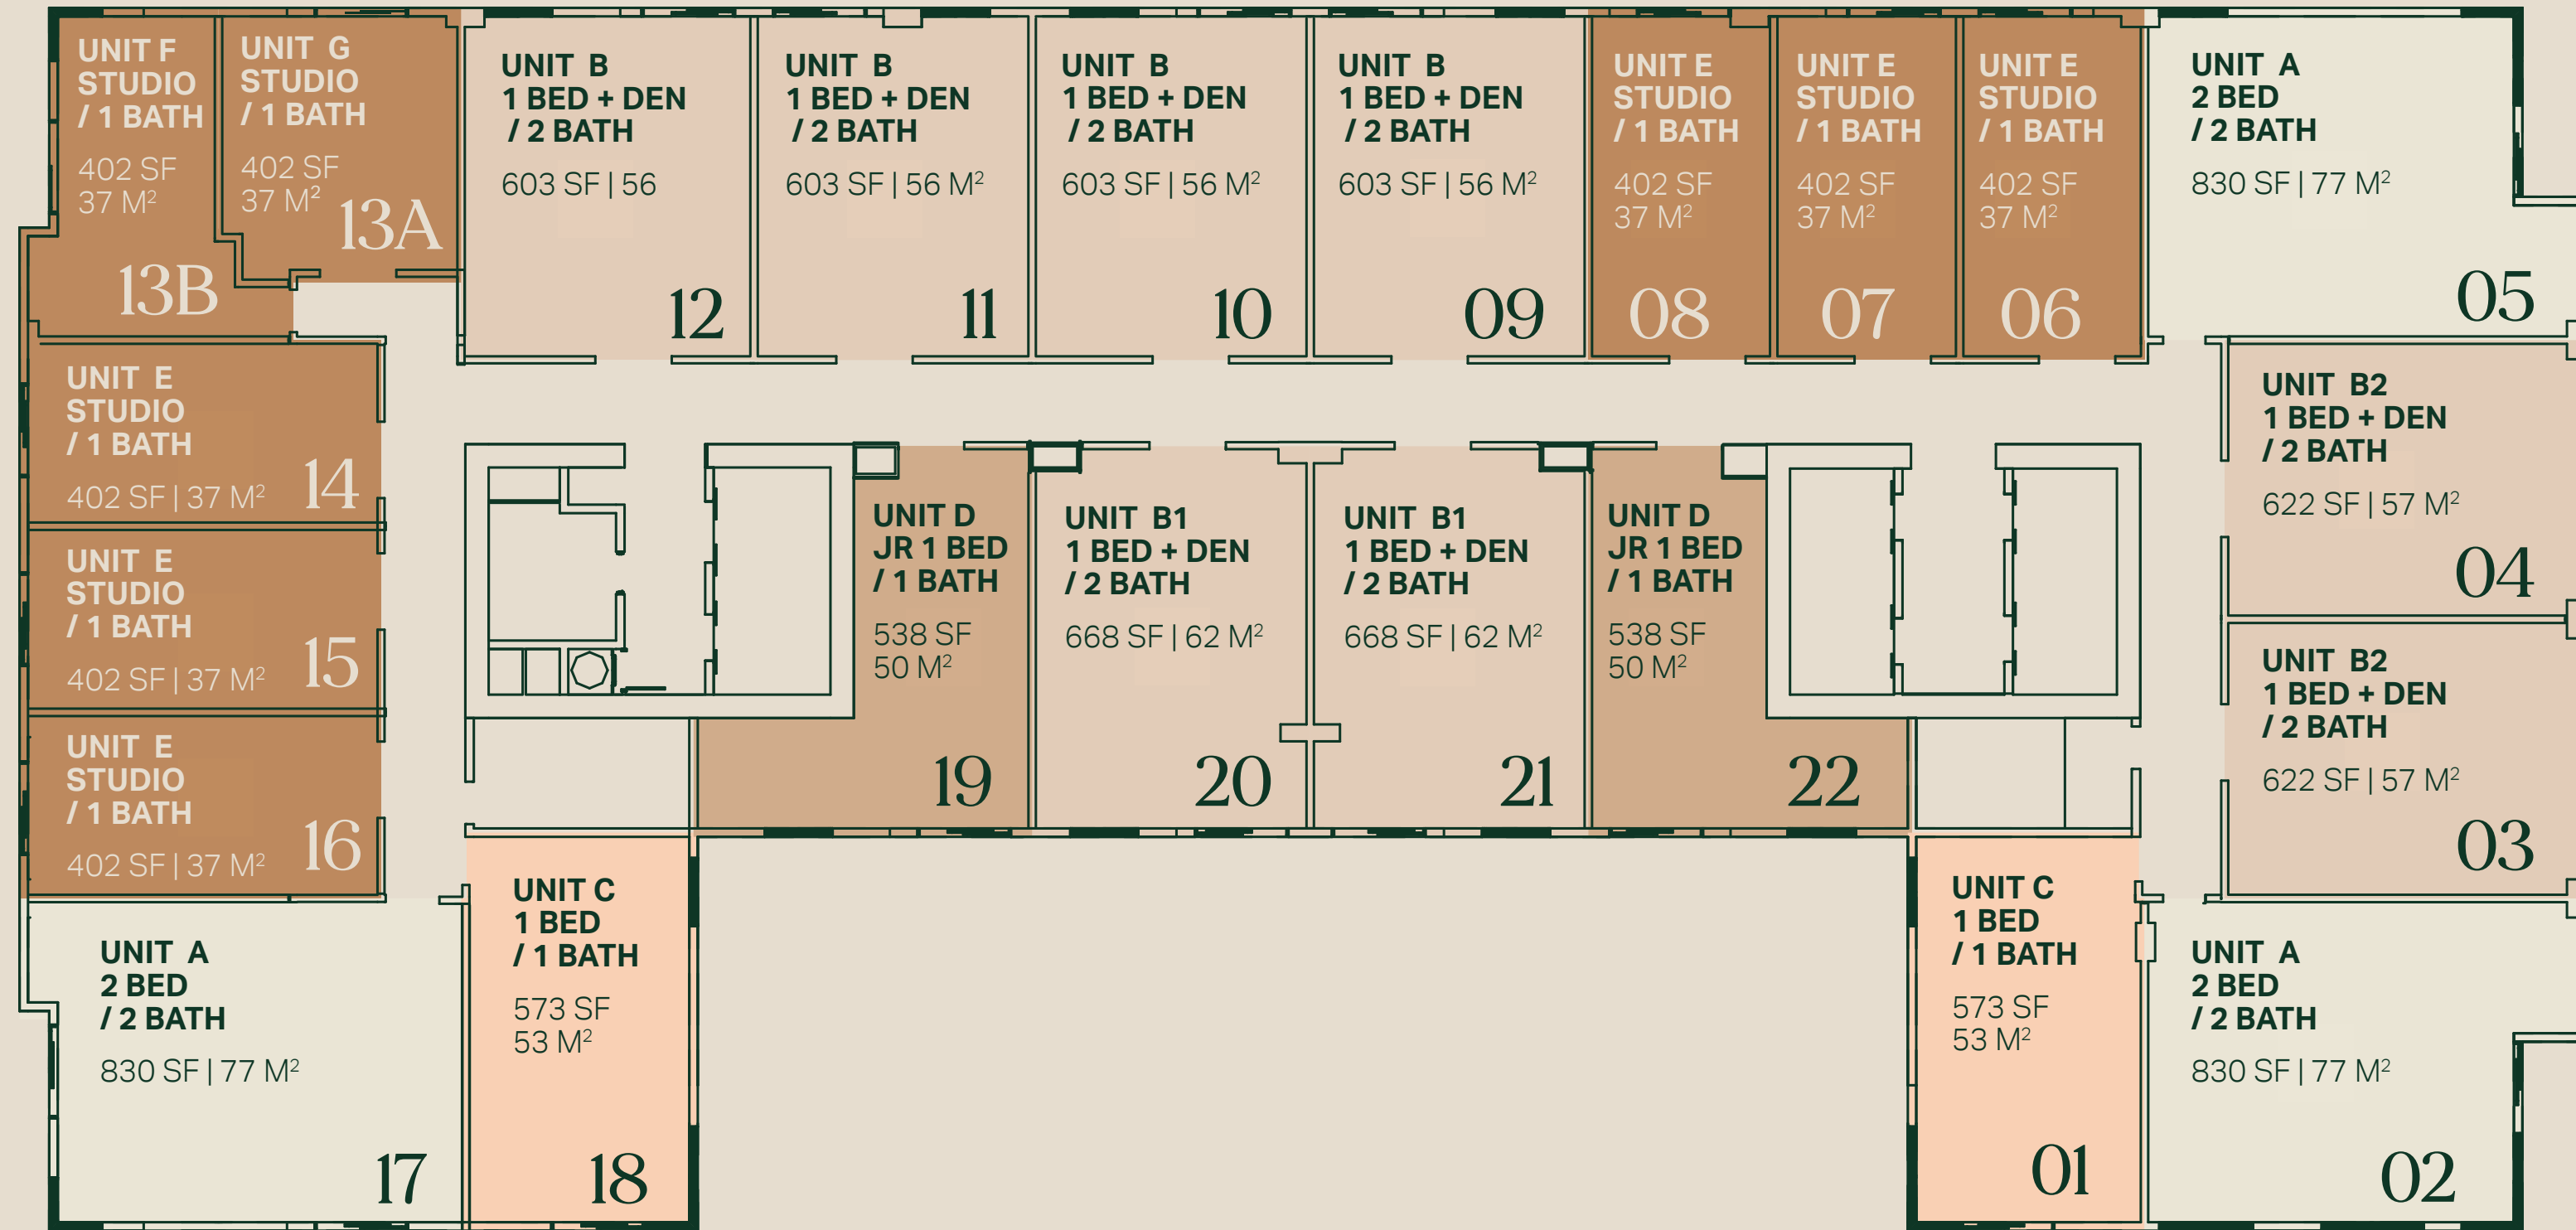 UNIT F
STUDIO
/ 1 BATH
402 SF
37 M²
13B
UNIT G
STUDIO
/ 1 BATH
402 SF
37 M²
13A
UNIT B
1 BED + DEN
/ 2 BATH
603 SF | 56
12
UNIT B
1 BED + DEN
/ 2 BATH
603 SF | 56 M²
11
UNIT B
1 BED + DEN
/ 2 BATH
603 SF | 56 M²
10
UNIT B
1 BED + DEN
/ 2 BATH
603 SF | 56 M²
09
UNIT E
STUDIO
/ 1 BATH
402 SF
37 M²
08
UNIT E
STUDIO
/ 1 BATH
402 SF
37 M²
07
UNIT E
STUDIO
/ 1 BATH
402 SF
37 M²
06
UNIT A
2 BED
/ 2 BATH
830 SF | 77 M²
05
UNIT E
STUDIO
/ 1 BATH
402 SF | 37 M²
14
UNIT E
STUDIO
/ 1 BATH
402 SF | 37 M²
15
UNIT E
STUDIO
/ 1 BATH
402 SF | 37 M²
16
UNIT D
JR 1 BED
/ 1 BATH
538 SF
50 M²
19
UNIT B1
1 BED + DEN
/ 2 BATH
668 SF | 62 M²
20
UNIT B1
1 BED + DEN
/ 2 BATH
668 SF | 62 M²
21
UNIT D
JR 1 BED
/ 1 BATH
538 SF
50 M²
22
UNIT B2
1 BED + DEN
/ 2 BATH
622 SF | 57 M²
04
UNIT B2
1 BED + DEN
/ 2 BATH
622 SF | 57 M²
03
UNIT A
2 BED
/ 2 BATH
830 SF | 77 M²
17
UNIT C
1 BED
/ 1 BATH
573 SF
53 M²
18
UNIT C
1 BED
/ 1 BATH
573 SF
53 M²
01
UNIT A
2 BED
/ 2 BATH
830 SF | 77 M²
02